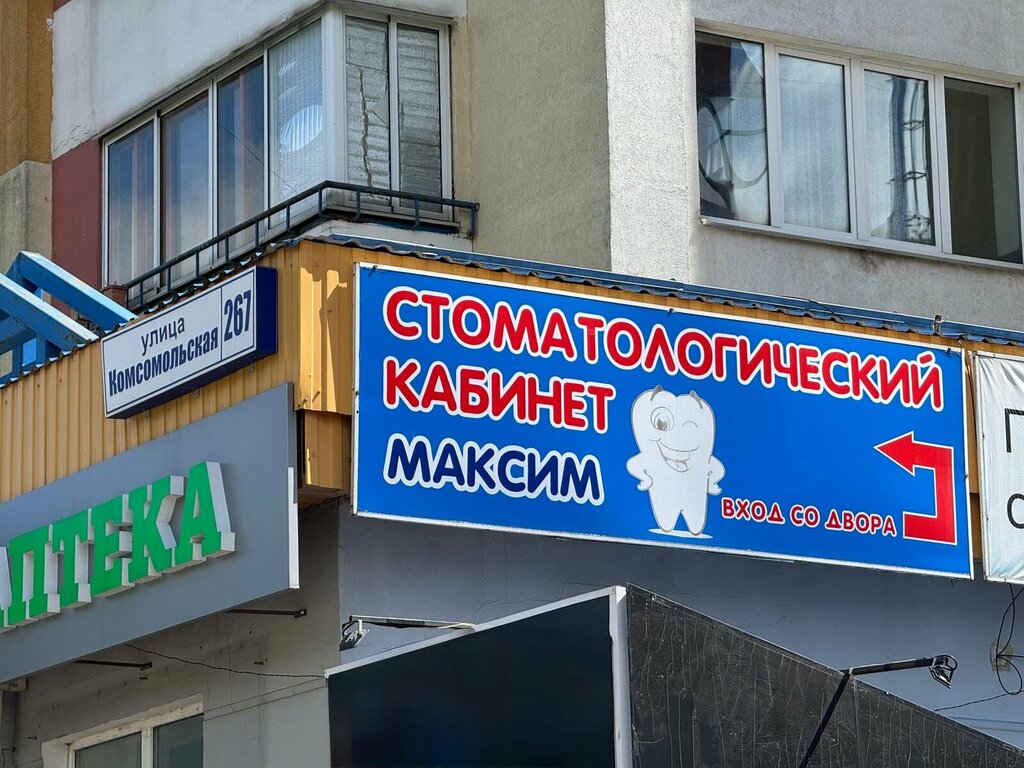 улица
Комсомольская
267
АПТЕКА
СТОМАТОЛОГИЧЕСКИЙ
КАБИНЕТ
МАКСИМ
ВХОД СО ДВОРА